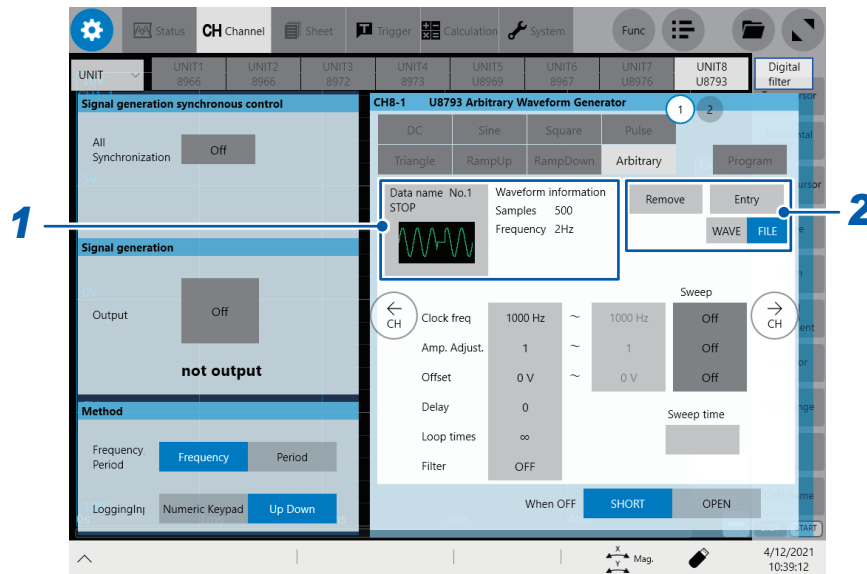 Status CH Channel Sheet Trigger Calculation System Func
UNIT
UNIT1 UNIT2 UNIT3 UNIT4 UNIT5 UNIT6 UNIT7 UNIT8
8966 8966 8972 8973 U8969 8967 U8976 U8793
Digital
filter
Signal generation synchronous control
CH8-1 U8793 Arbitrary Waveform Generator
1 2
All
Synchronization
Off
DC Sine Square Pulse
Triangle RampUp RampDown Arbitrary Program
1
Data name No.1
STOP
Waveform information
Samples 500
Frequency 2Hz
Remove Entry
WAVE FILE
2
Signal generation
Output
Off
not output
Sweep
← CH
→ CH
Clock freq 1000 Hz ~ 1000 Hz Off
Amp. Adjust. 1 ~ 1 Off
Offset 0 V ~ 0 V Off
Delay 0
Sweep time
Loop times ∞
Filter OFF
Method
Frequency.
Period
Frequency Period
LoggingIn
Numeric Keypad Up Down
When OFF SHORT OPEN
START
X
Y
Mag.
4/12/2021
10:39:12